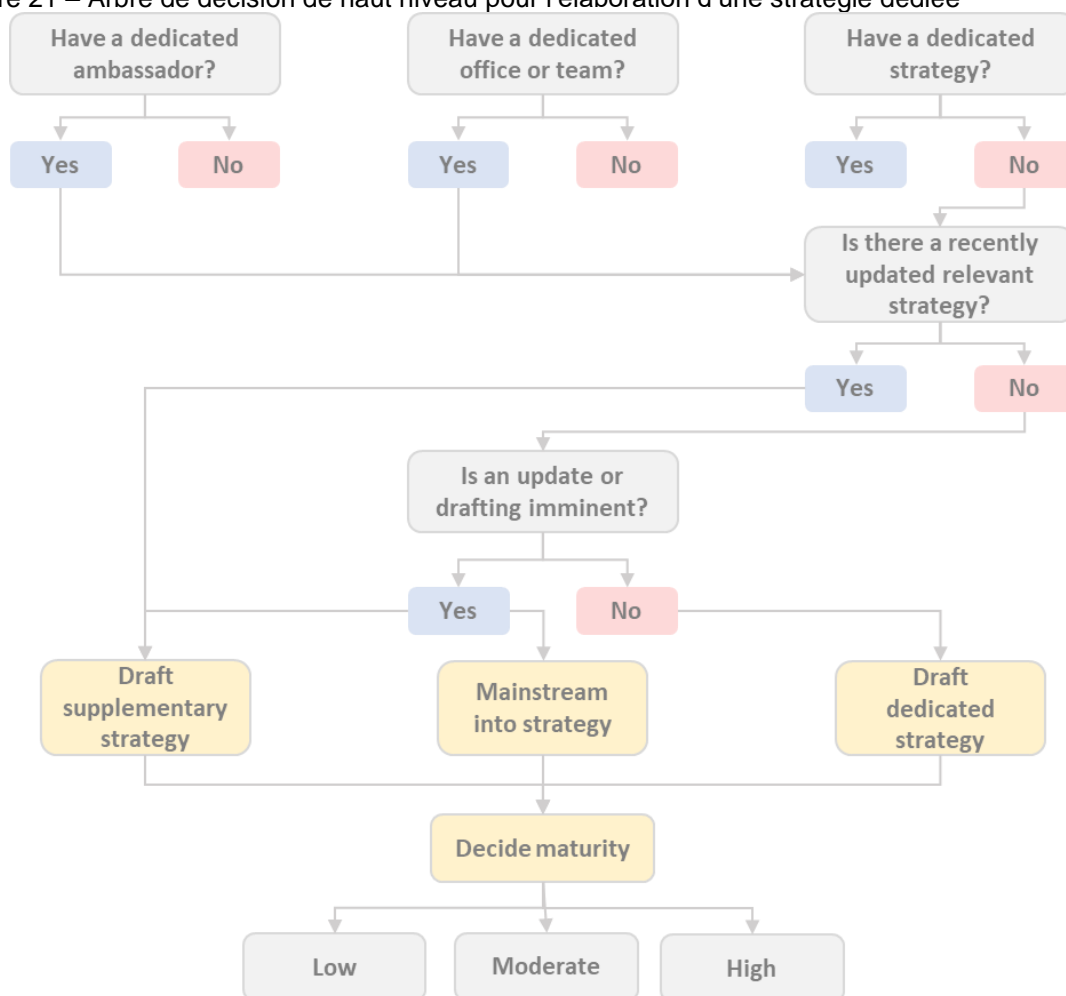 re 21 – Arbre de décision de haut niveau pour l'élaboration d'une stratégie dédiée
Have a dedicated
ambassador?
Have a dedicated
office or team?
Have a dedicated
strategy?
Yes
No
Yes
No
Yes
No
Is there a recently
updated relevant
strategy?
Yes
No
Is an update or
drafting imminent?
Yes
No
Draft
supplementary
strategy
Mainstream
into strategy
Draft
dedicated
strategy
Decide maturity
Low
Moderate
High